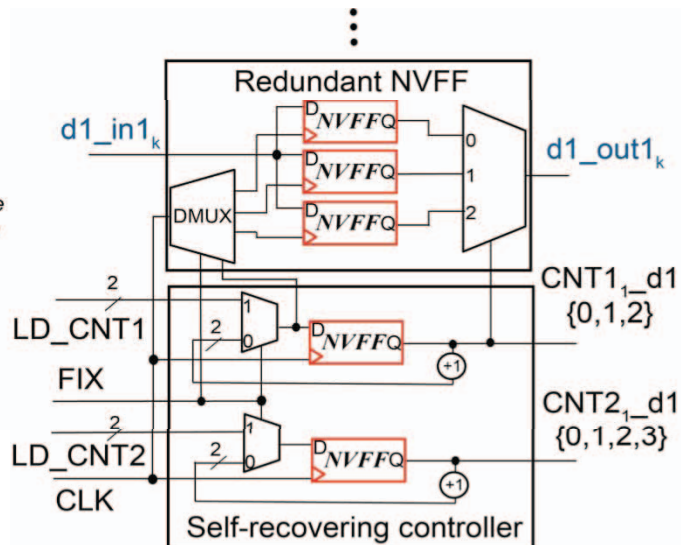 Redundant NVFF
D NVFF Q
d1_in1ₖ
0
D NVFF Q
1
d1_out1ₖ
DMUX
D NVFF Q
2
e
2
CNT1₁_d1
{0,1,2}
1
LD_CNT1
2
0
D NVFF Q
+1
FIX
CNT2₁_d1
{0,1,2,3}
2
1
LD_CNT2
2
0
D NVFF Q
+1
CLK
Self-recovering controller